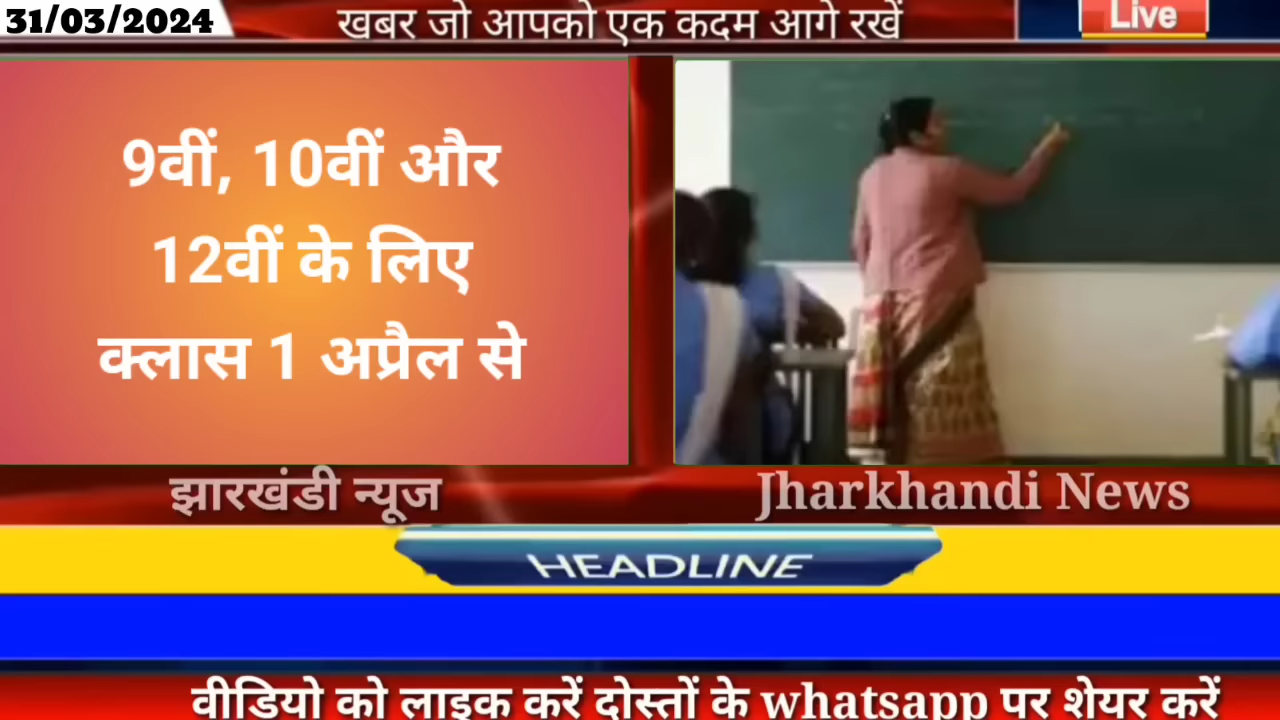 31/03/2024
खबर जो आपको एक कदम आगे रखें
Live
9वीं, 10वीं और
12वीं के लिए
क्लास 1 अप्रैल से
झारखंडी न्यूज
Jharkhandi News
HEADLINE
वीडियो को लाइक करें दोस्तों के whatsapp पर शेयर करें